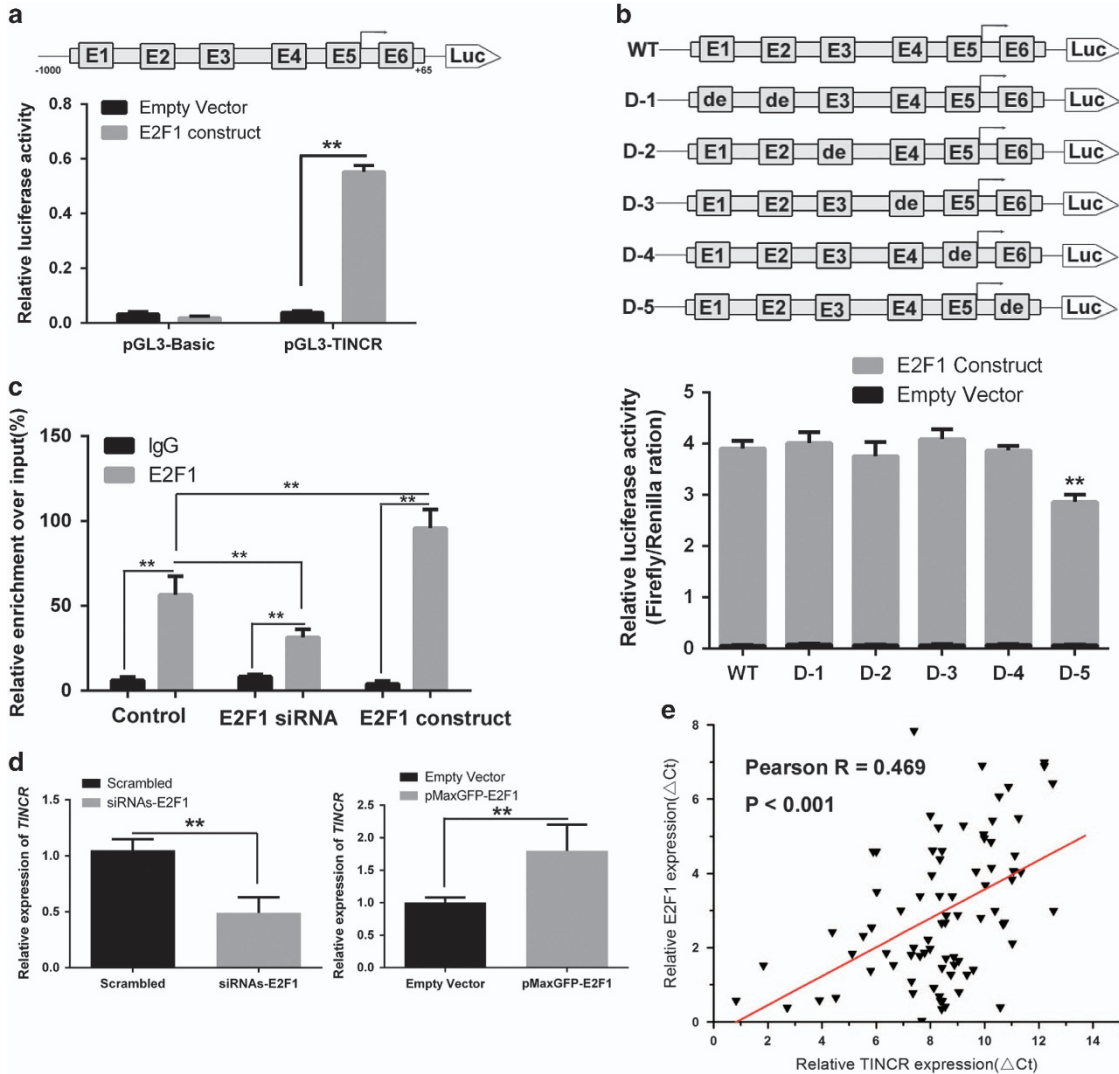 a
E1 E2 E3 E4 E5 E6 Luc
-1000 +65
Empty Vector
E2F1 construct
**
Relative luciferase activity
0.8
0.6
0.4
0.2
0.0
pGL3-Basic pGL3-TINCR
b
WT E1 E2 E3 E4 E5 E6 Luc
D-1 de de E3 E4 E5 E6 Luc
D-2 E1 E2 de E4 E5 E6 Luc
D-3 E1 E2 E3 de E5 E6 Luc
D-4 E1 E2 E3 E4 de E6 Luc
D-5 E1 E2 E3 E4 E5 de Luc
E2F1 Construct
Empty Vector
Relative luciferase activity
(Firefly/Renilla ration)
5
4
3
2
1
0
**
WT D-1 D-2 D-3 D-4 D-5
c
Relative enrichment over input(%)
150
100
50
0
IgG
E2F1
**
**
**
**
**
Control E2F1 siRNA E2F1 construct
d
Scrambled
siRNAs-E2F1
**
Relative expression of TINCR
1.5
1.0
0.5
0.0
Scrambled siRNAs-E2F1
Empty Vector
pMaxGFP-E2F1
**
Relative expression of TINCR
2.5
2.0
1.5
1.0
0.5
0.0
Empty Vector pMaxGFP-E2F1
e
Pearson R = 0.469
P < 0.001
Relative E2F1 expression(△Ct)
8
6
4
2
0
0 2 4 6 8 10 12 14
Relative TINCR expression(△Ct)